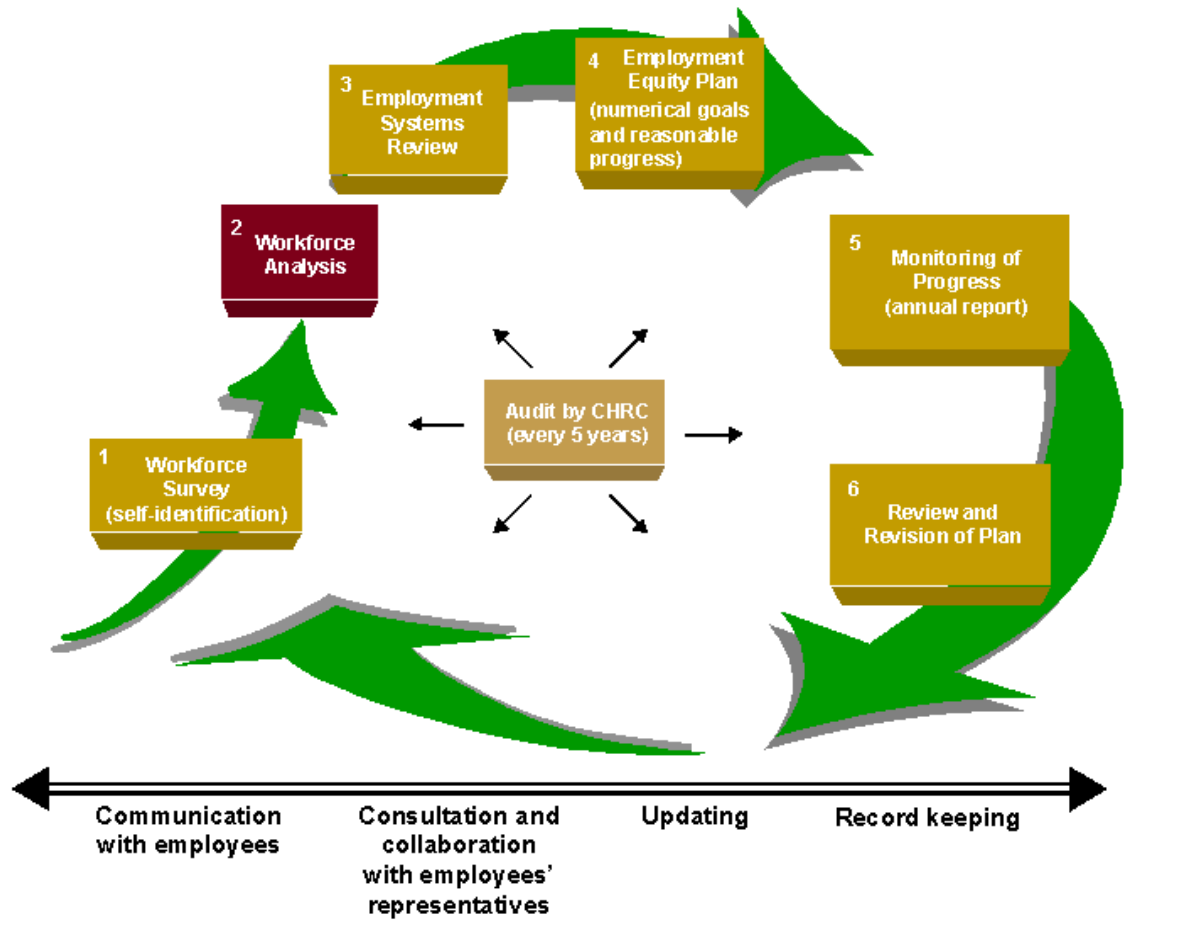 1
Workforce
Survey
(self-identification)
2
Workforce
Analysis
3
Employment
Systems
Review
4
Employment
Equity Plan
(numerical goals
and reasonable
progress)
5
Monitoring of
Progress
(annual report)
6
Review and
Revision of Plan
Audit by CHRC
(every 5 years)
Communication
with employees
Consultation and
collaboration
with employees’
representatives
Updating
Record keeping